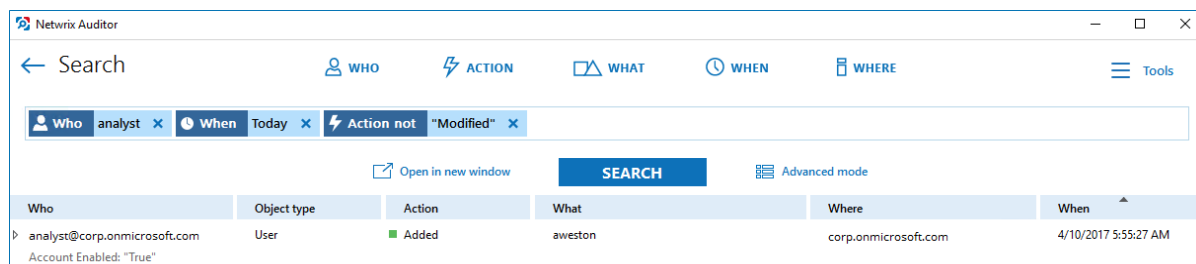 Netwrix Auditor
Search WHO ACTION WHAT WHEN WHERE Tools
Who analyst When Today Action not "Modified"
Open in new window SEARCH Advanced mode
Who Object type Action What Where When
analyst@corp.onmicrosoft.com User Added aweston corp.onmicrosoft.com 4/10/2017 5:55:27 AM
Account Enabled: "True"